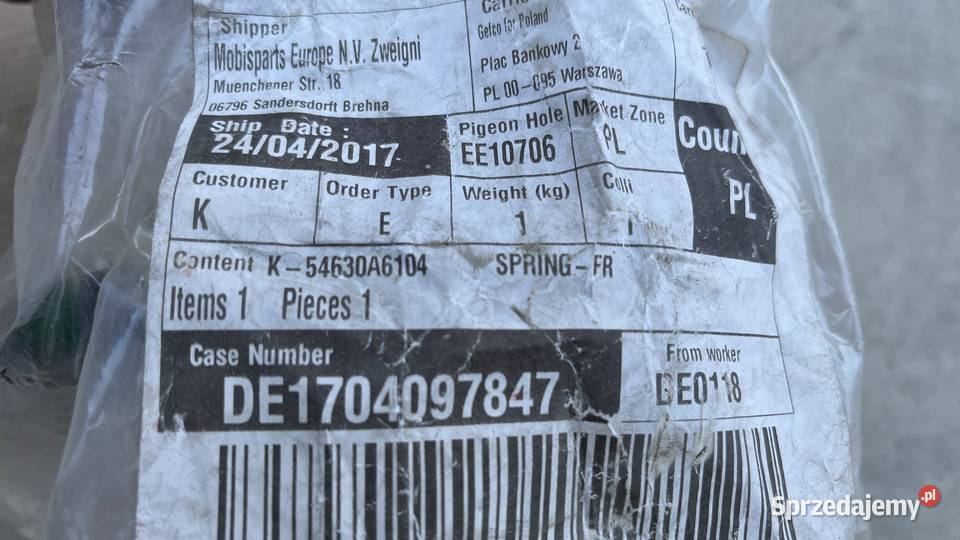 Shipper
Mobisparts Europe N.V. Zweigni
Muenchener Str. 18
06796 Sandersdorft Brehna
Gefco for Poland
Plac Bankowy 2
PL 00-095 Warszawa
Ship Date :
24/04/2017
Pigeon Hole
EE10706
Market Zone
PL
Coun
PL
Customer
K
Order Type
E
Weight (kg)
1
Colli
1
Content K-54630A6104 SPRING-FR
Items 1 Pieces 1
Case Number
DE1704097847
From worker
DE0118
Sprzedajemy.pl